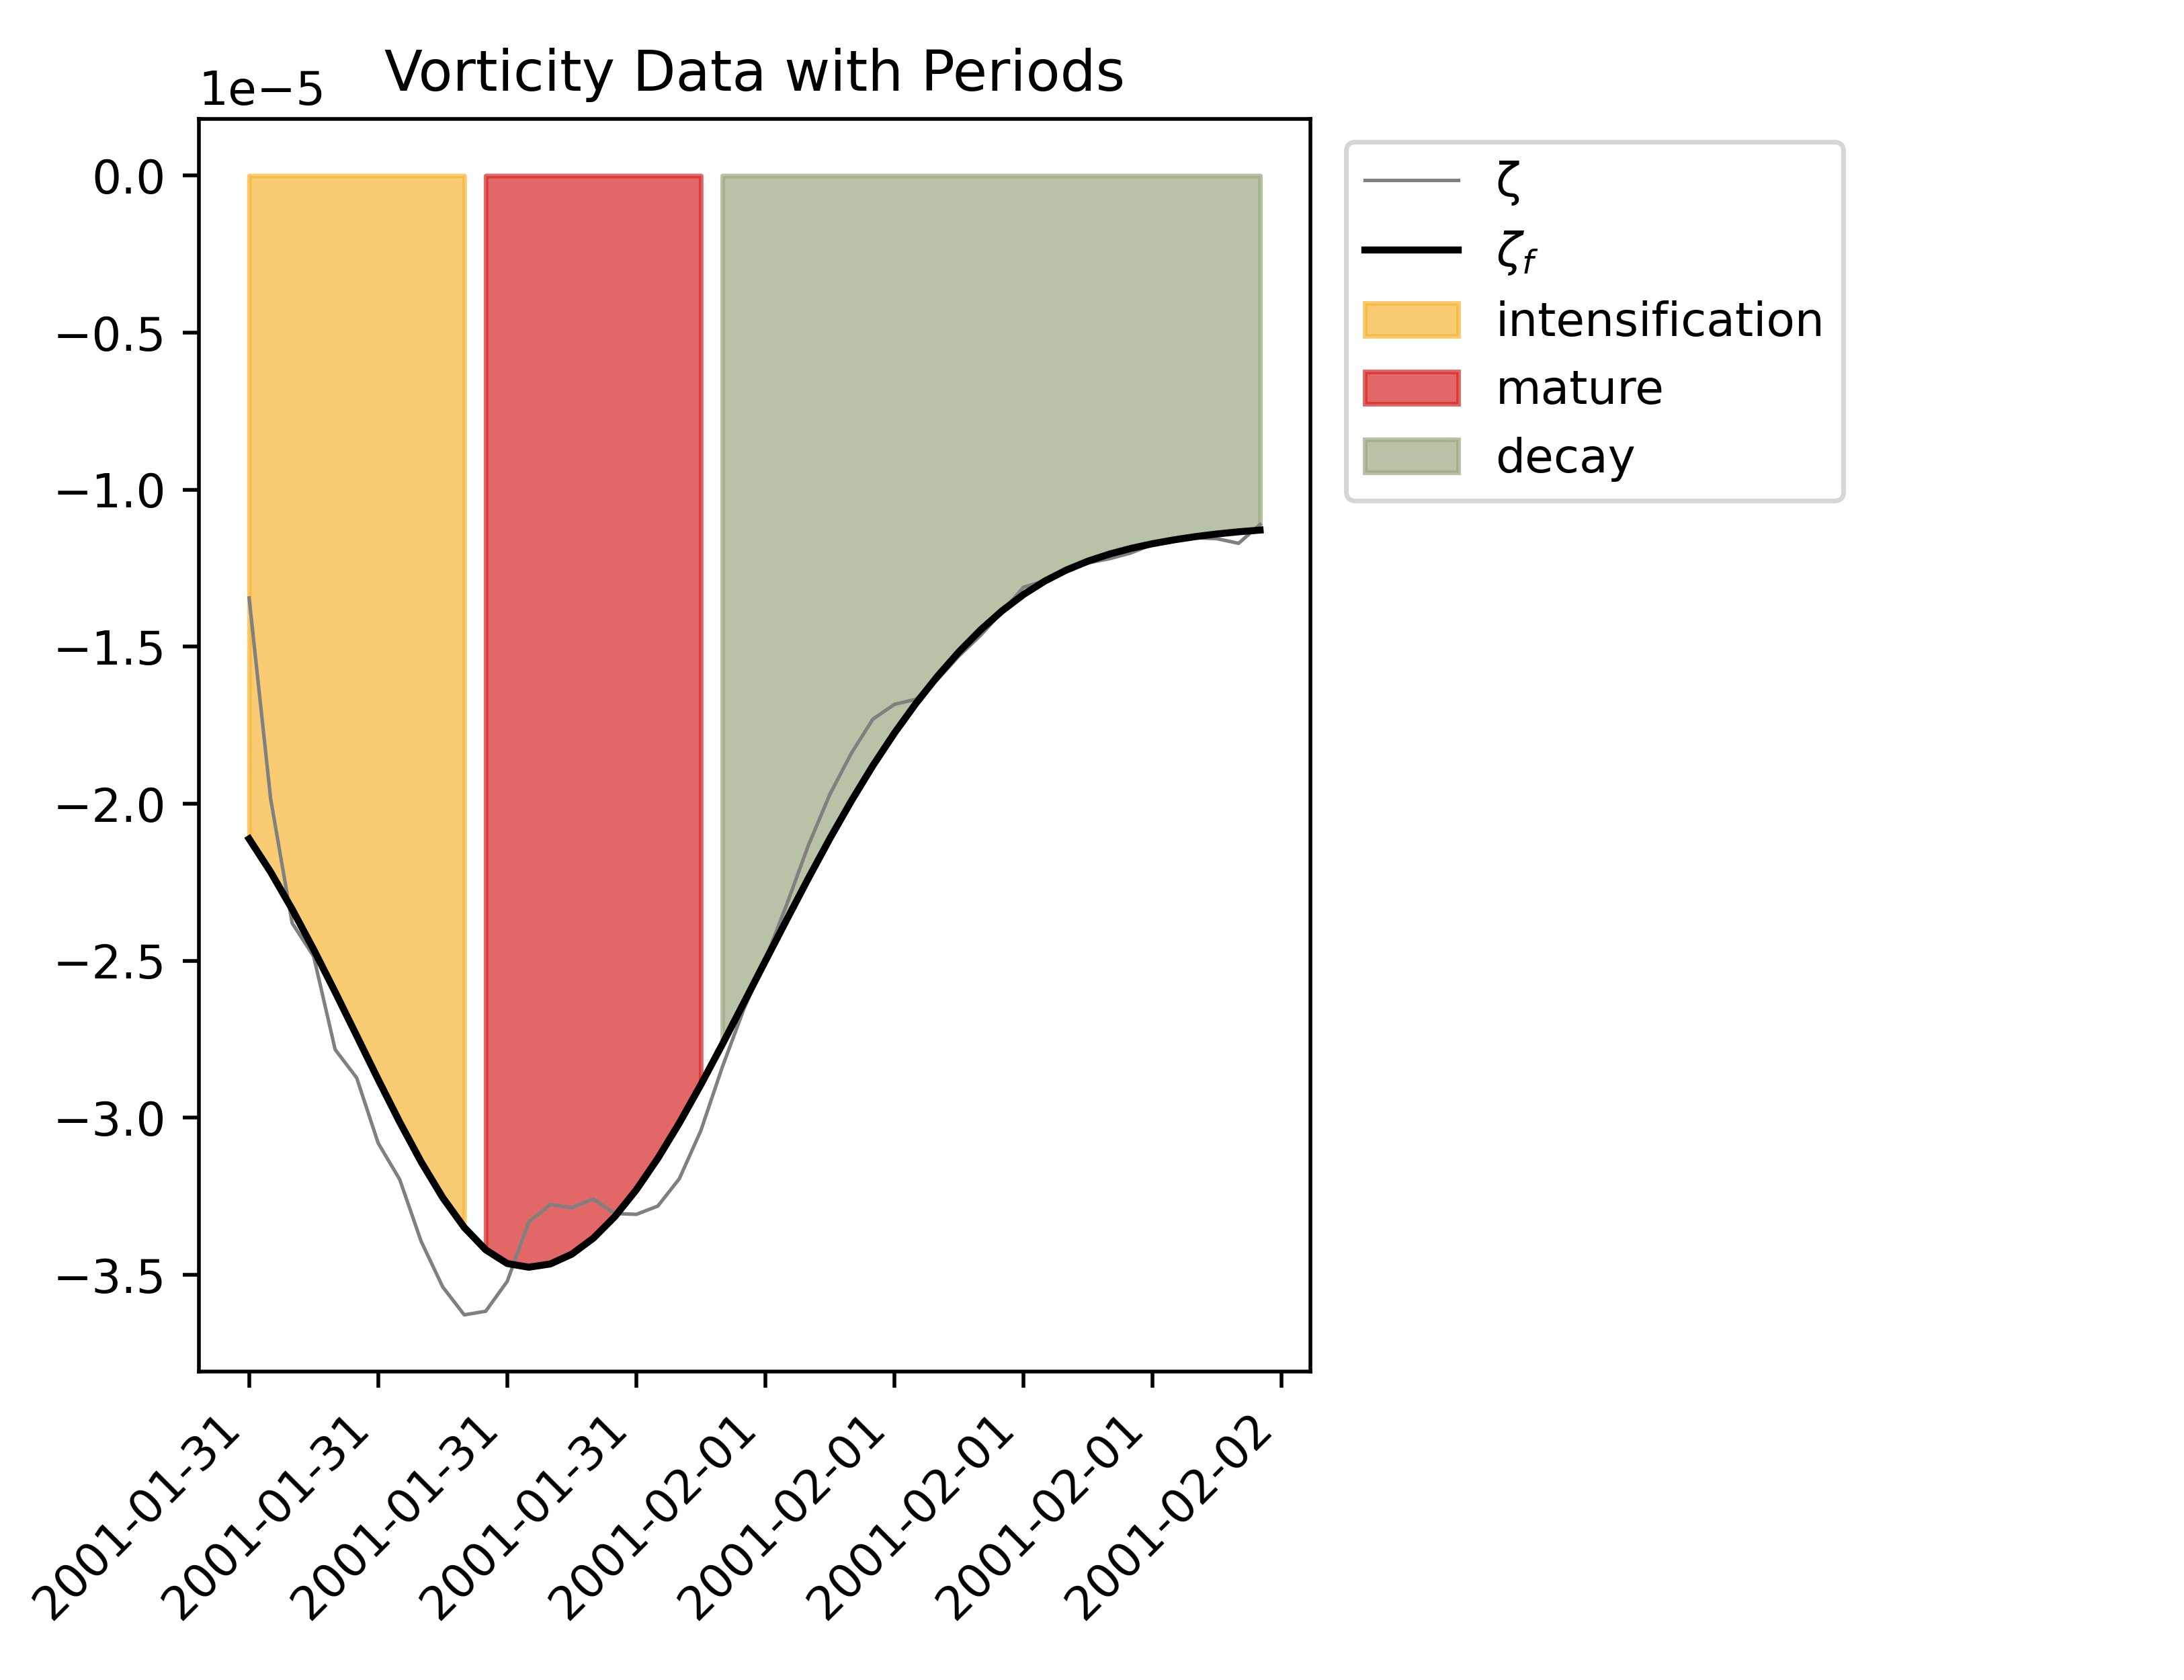 Vorticity Data with Periods
1e−5
0.0
−0.5
−1.0
−1.5
−2.0
−2.5
−3.0
−3.5
2001-01-31
2001-01-31
2001-01-31
2001-01-31
2001-02-01
2001-02-01
2001-02-01
2001-02-01
2001-02-02
ζ
ζf
intensification
mature
decay